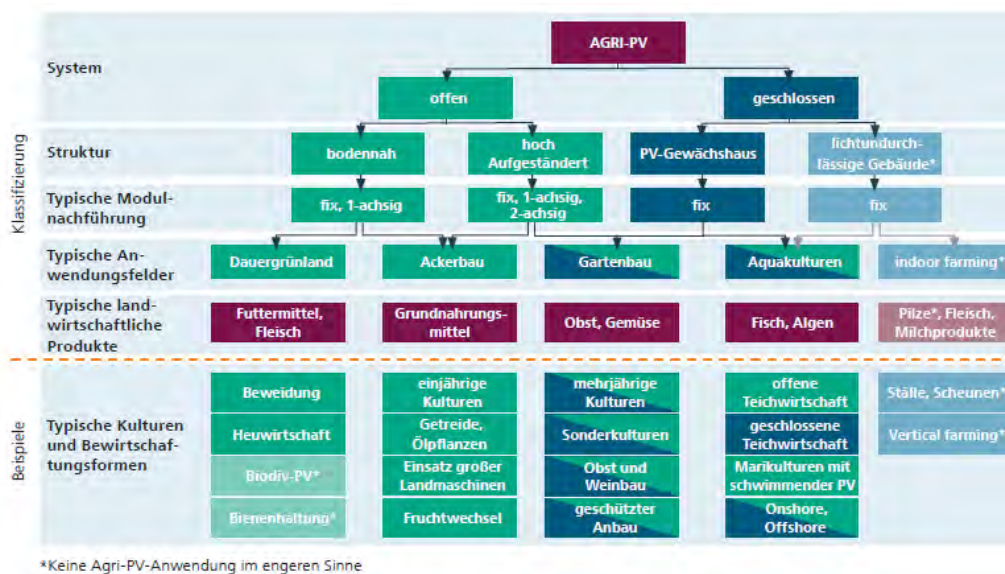 AGRI-PV
System
offen
geschlossen
Klassifizierung
Struktur
bodennah
hoch
Aufgeständert
PV-Gewächshaus
lichtundurch-
lässige Gebäude*
Typische Modul-
nachführung
fix, 1-achsig
fix, 1-achsig,
2-achsig
fix
fix
Typische An-
wendungsfelder
Dauergrünland
Ackerbau
Gartenbau
Aquakulturen
indoor farming*
Typische land-
wirtschaftliche
Produkte
Futtermittel,
Fleisch
Grundnahrungs-
mittel
Obst, Gemüse
Fisch, Algen
Pilze*, Fleisch,
Milchprodukte
Beispiele
Typische Kulturen
und Bewirtschaf-
tungsformen
Beweidung
Heuwirtschaft
Biodiv-PV*
Bienenhaltung*
einjährige
Kulturen
Getreide,
Ölpflanzen
Einsatz großer
Landmaschinen
Fruchtwechsel
mehrjährige
Kulturen
Sonderkulturen
Obst und
Weinbau
geschützter
Anbau
offene
Teichwirtschaft
geschlossene
Teichwirtschaft
Marikulturen mit
schwimmender PV
Onshore,
Offshore
Ställe, Scheunen*
Vertical farming*
*Keine Agri-PV-Anwendung im engeren Sinne